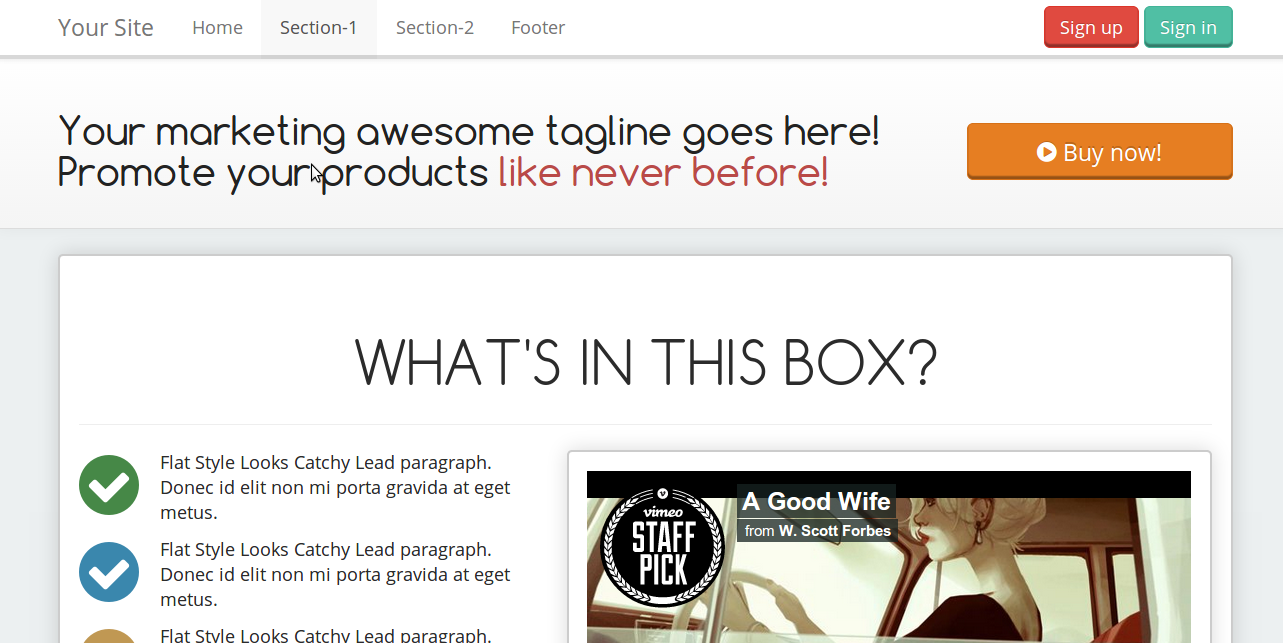 Your Site
Home
Section-1
Section-2
Footer
Sign up
Sign in
Your marketing awesome tagline goes here!
Promote your products like never before!
Buy now!
WHAT'S IN THIS BOX?
Flat Style Looks Catchy Lead paragraph.
Donec id elit non mi porta gravida at eget
metus.
Flat Style Looks Catchy Lead paragraph.
Donec id elit non mi porta gravida at eget
metus.
Flat Style Looks Catchy Lead paragraph.
vimeo
STAFF
PICK
A Good Wife
from W. Scott Forbes